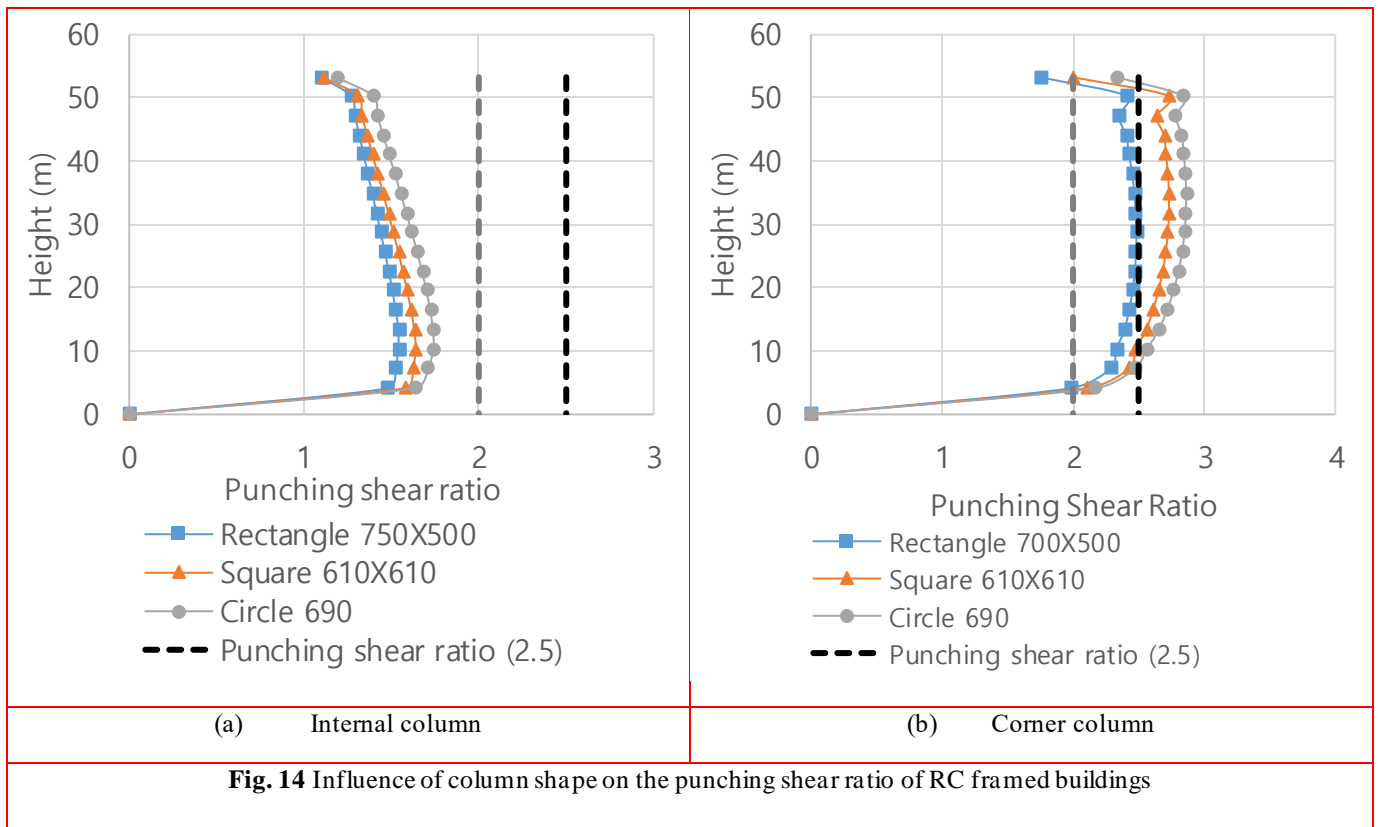 60
50
40
30
20
10
0
Height (m)
0 1 2 3
Punching shear ratio
Rectangle 750X500
Square 610X610
Circle 690
Punching shear ratio (2.5)
60
50
40
30
20
10
0
Height (m)
0 1 2 3 4
Punching Shear Ratio
Rectangle 700X500
Square 610X610
Circle 690
Punching shear ratio (2.5)
(a) Internal column
(b) Corner column
Fig. 14 Influence of column shape on the punching shear ratio of RC framed buildings